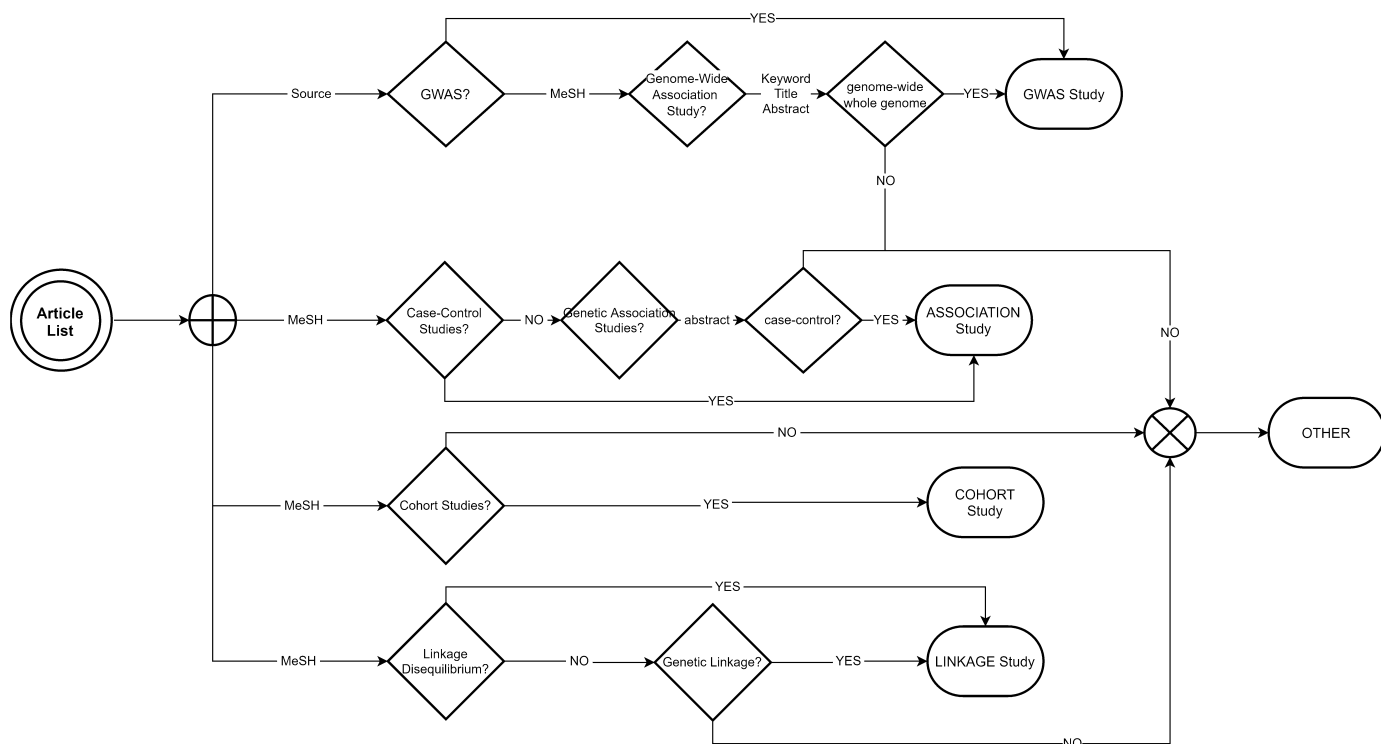 YES
Source
GWAS?
MeSH
Genome-Wide
Association
Study?
Keyword
Title
Abstract
genome-wide
whole genome
YES
GWAS Study
NO
Article
List
MeSH
Case-Control
Studies?
NO
Genetic Association
Studies?
abstract
case-control?
YES
ASSOCIATION
Study
NO
YES
NO
OTHER
MeSH
Cohort Studies?
YES
COHORT
Study
YES
MeSH
Linkage
Disequilibrium?
NO
Genetic Linkage?
YES
LINKAGE Study
NO